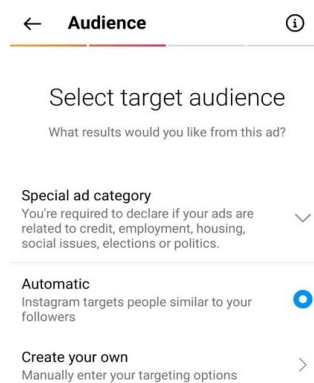 Audience
Select target audience
What results would you like from this ad?
Special ad category
You're required to declare if your ads are
related to credit, employment, housing,
social issues, elections or politics.
Automatic
Instagram targets people similar to your
followers
Create your own
Manually enter your targeting options